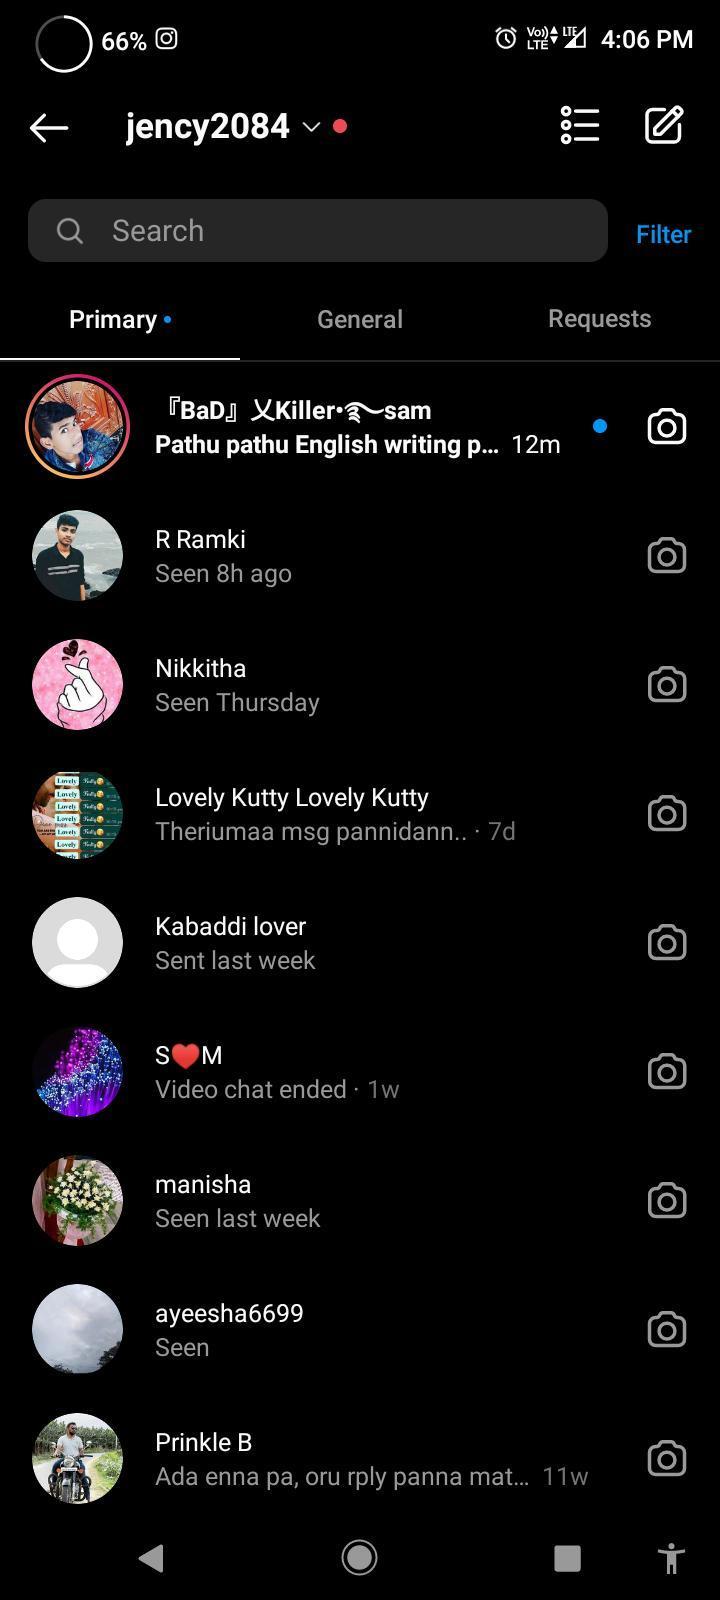 66% 4:06 PM
Vo)) LTE LTE
jency2084
Search
Filter
Primary General Requests
『BaD』 乂Killer•࿐sam
Pathu pathu English writing p... 12m
R Ramki
Seen 8h ago
Nikkitha
Seen Thursday
Lovely Kutty Lovely Kutty
Theriumaa msg pannidann.. · 7d
Kabaddi lover
Sent last week
S❤️M
Video chat ended · 1w
manisha
Seen last week
ayeesha6699
Seen
Prinkle B
Ada enna pa, oru rply panna mat... 11w